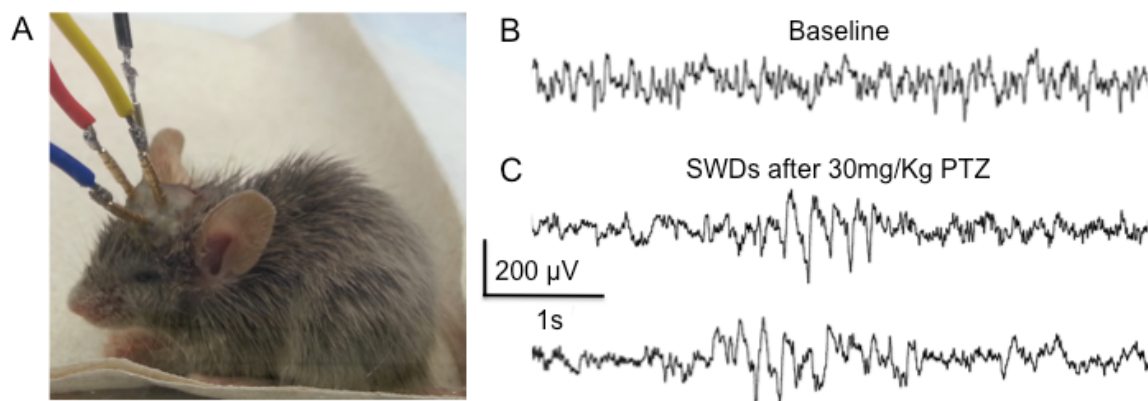 A
B
Baseline
C
SWDs after 30mg/Kg PTZ
200 µV
1s